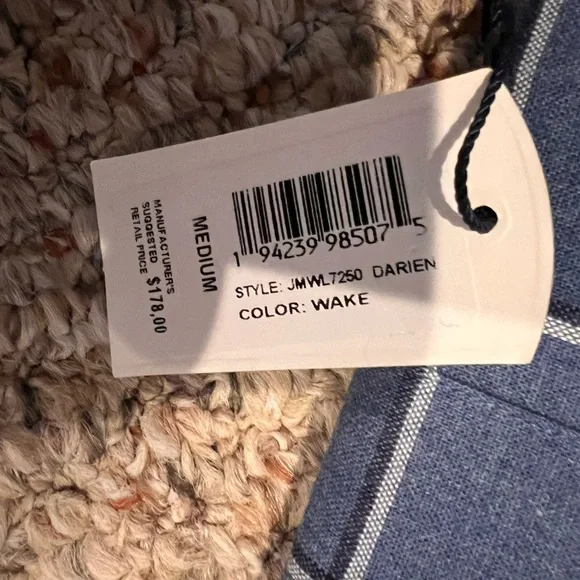 1 94239 98507 5
STYLE: JMWL7250 DARIEN
COLOR: WAKE
MEDIUM
MANUFACTURER'S
SUGGESTED
RETAIL PRICE $178,00